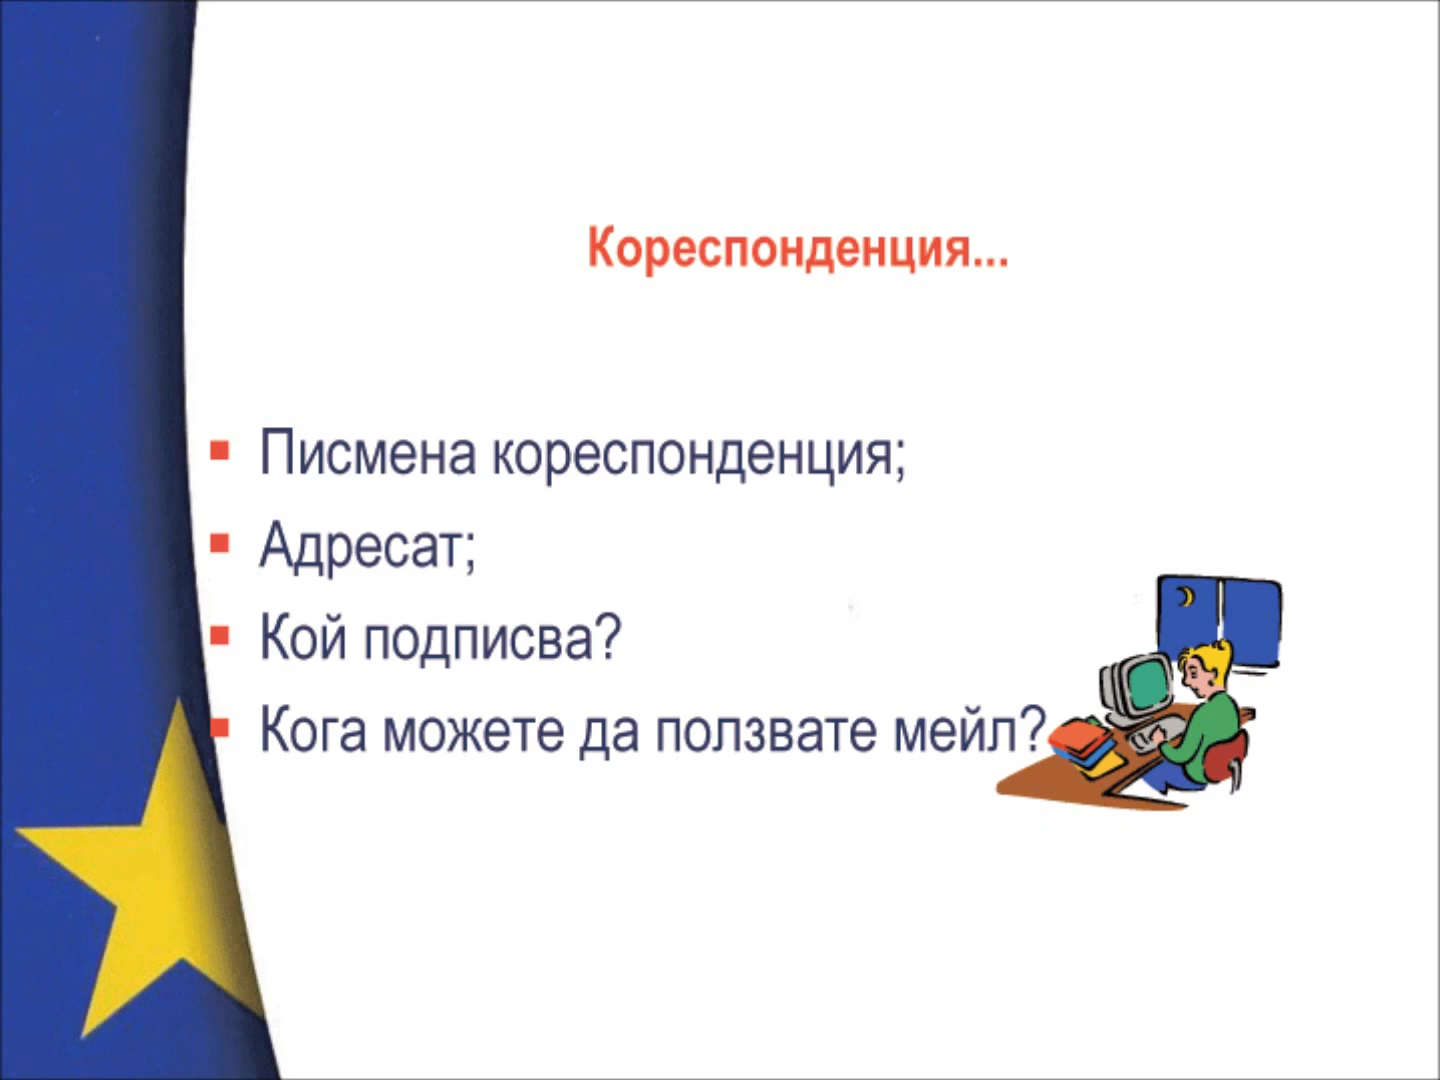 Кореспонденция...
Писмена кореспонденция;
Адресат;
Кой подписва?
Кога можете да ползвате мейл?